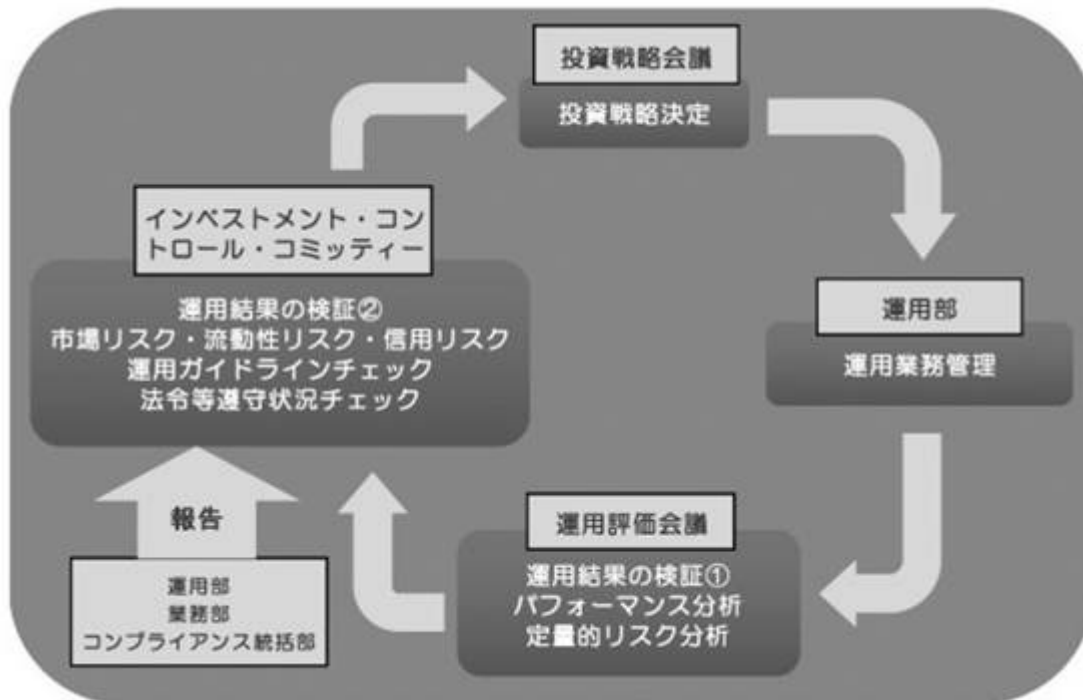 投資戦略会議
投資戦略決定
インベストメント・コン
トロール・コミッティー
運用結果の検証②
市場リスク・流動性リスク・信用リスク
運用ガイドラインチェック
法令等遵守状況チェック
運用部
運用業務管理
報告
運用部
業務部
コンプライアンス統括部
運用評価会議
運用結果の検証①
パフォーマンス分析
定量的リスク分析